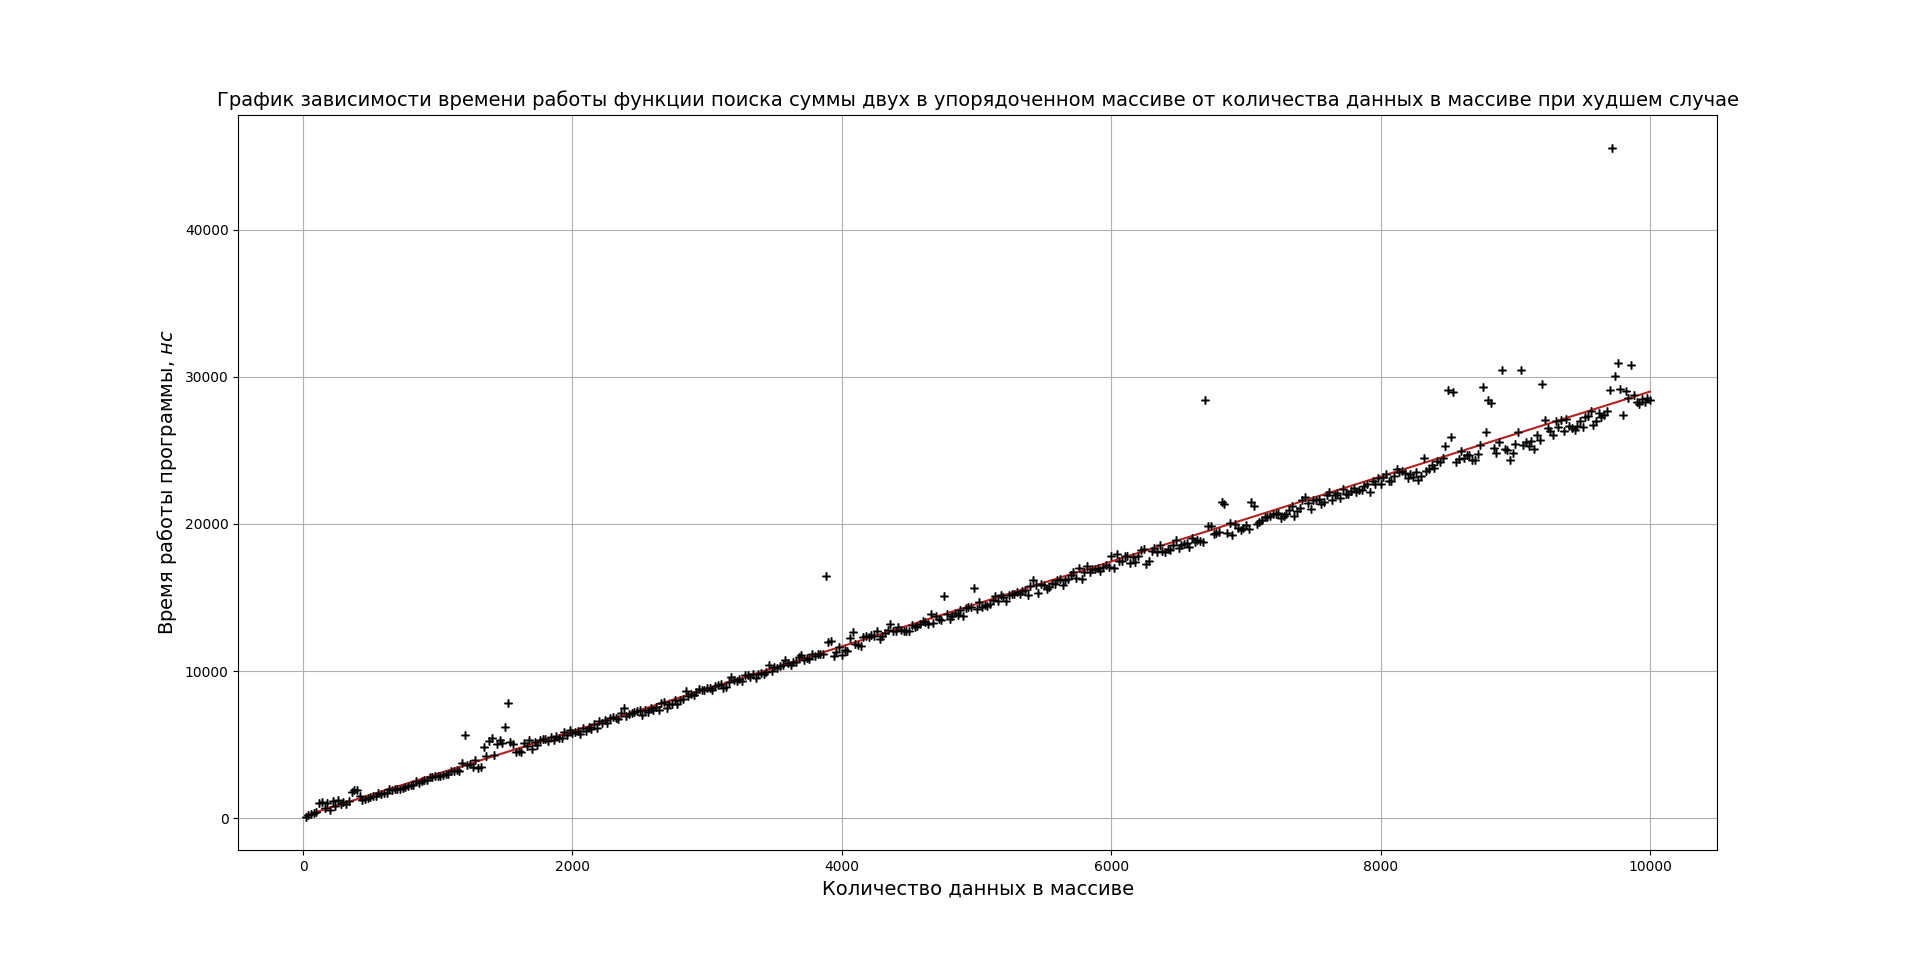 График зависимости времени работы функции поиска суммы двух в упорядоченном массиве от количества данных в массиве при худшем случае
Время работы программы, нс
40000
30000
20000
10000
0
0 2000 4000 6000 8000 10000
Количество данных в массиве